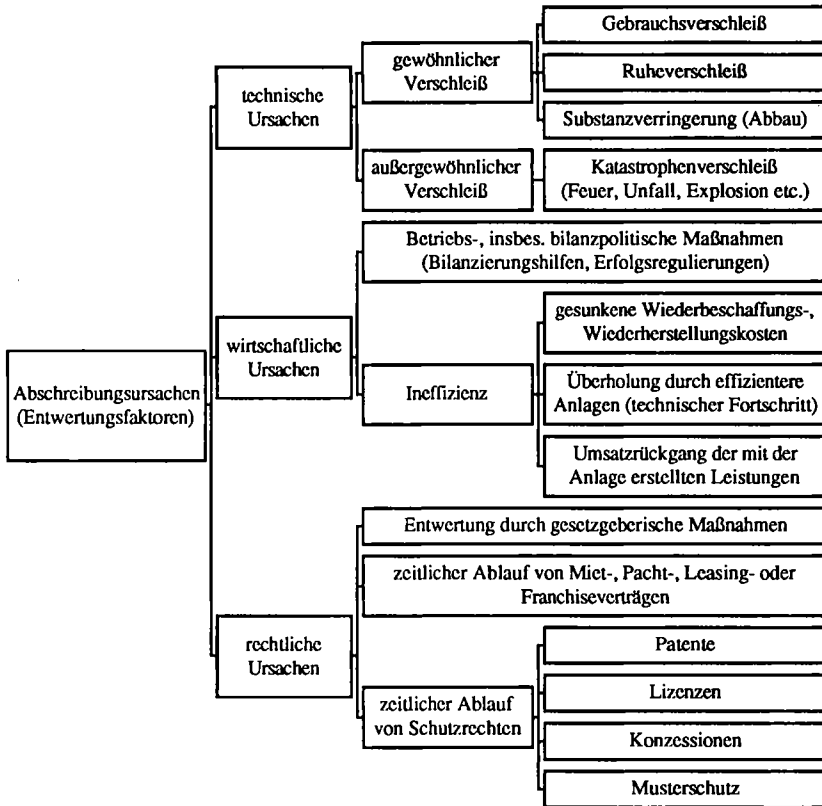 Abschreibungsursachen
(Entwertungsfaktoren)
technische
Ursachen
gewöhnlicher
Verschleiß
Gebrauchsverschleiß
Ruheverschleiß
Substanzverringerung (Abbau)
außergewöhnlicher
Verschleiß
Katastrophenverschleiß
(Feuer, Unfall, Explosion etc.)
wirtschaftliche
Ursachen
Betriebs-, insbes. bilanzpolitische Maßnahmen
(Bilanzierungshilfen, Erfolgsregulierungen)
Ineffizienz
gesunkene Wiederbeschaffungs-,
Wiederherstellungskosten
Überholung durch effizientere
Anlagen (technischer Fortschritt)
Umsatzrückgang der mit der
Anlage erstellten Leistungen
rechtliche
Ursachen
Entwertung durch gesetzgeberische Maßnahmen
zeitlicher Ablauf von Miet-, Pacht-, Leasing- oder
Franchiseverträgen
zeitlicher Ablauf
von Schutzrechten
Patente
Lizenzen
Konzessionen
Musterschutz